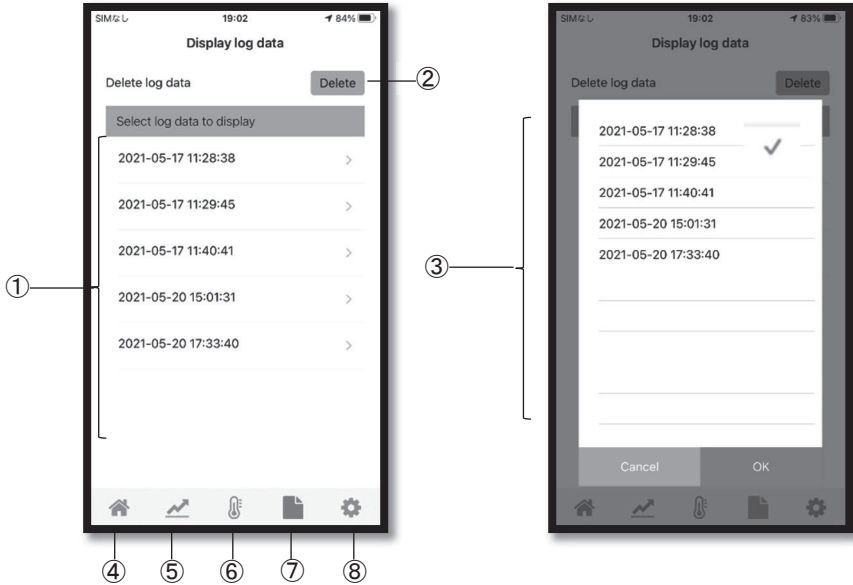 SIMなし 19:02 84%
Display log data
Delete log data Delete
②
Select log data to display
①
2021-05-17 11:28:38
2021-05-17 11:29:45
2021-05-17 11:40:41
2021-05-20 15:01:31
2021-05-20 17:33:40
④ ⑤ ⑥ ⑦ ⑧
SIMなし 19:02 83%
Display log data
Delete log data Delete
③
2021-05-17 11:28:38
2021-05-17 11:29:45
2021-05-17 11:40:41
2021-05-20 15:01:31
2021-05-20 17:33:40
Cancel OK